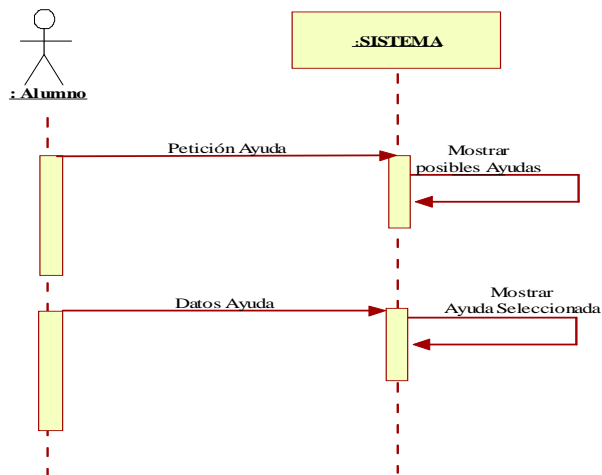 :SISTEMA
: Alumno
Petición Ayuda
Mostrar
posibles Ayudas
Datos Ayuda
Mostrar
Ayuda Seleccionada